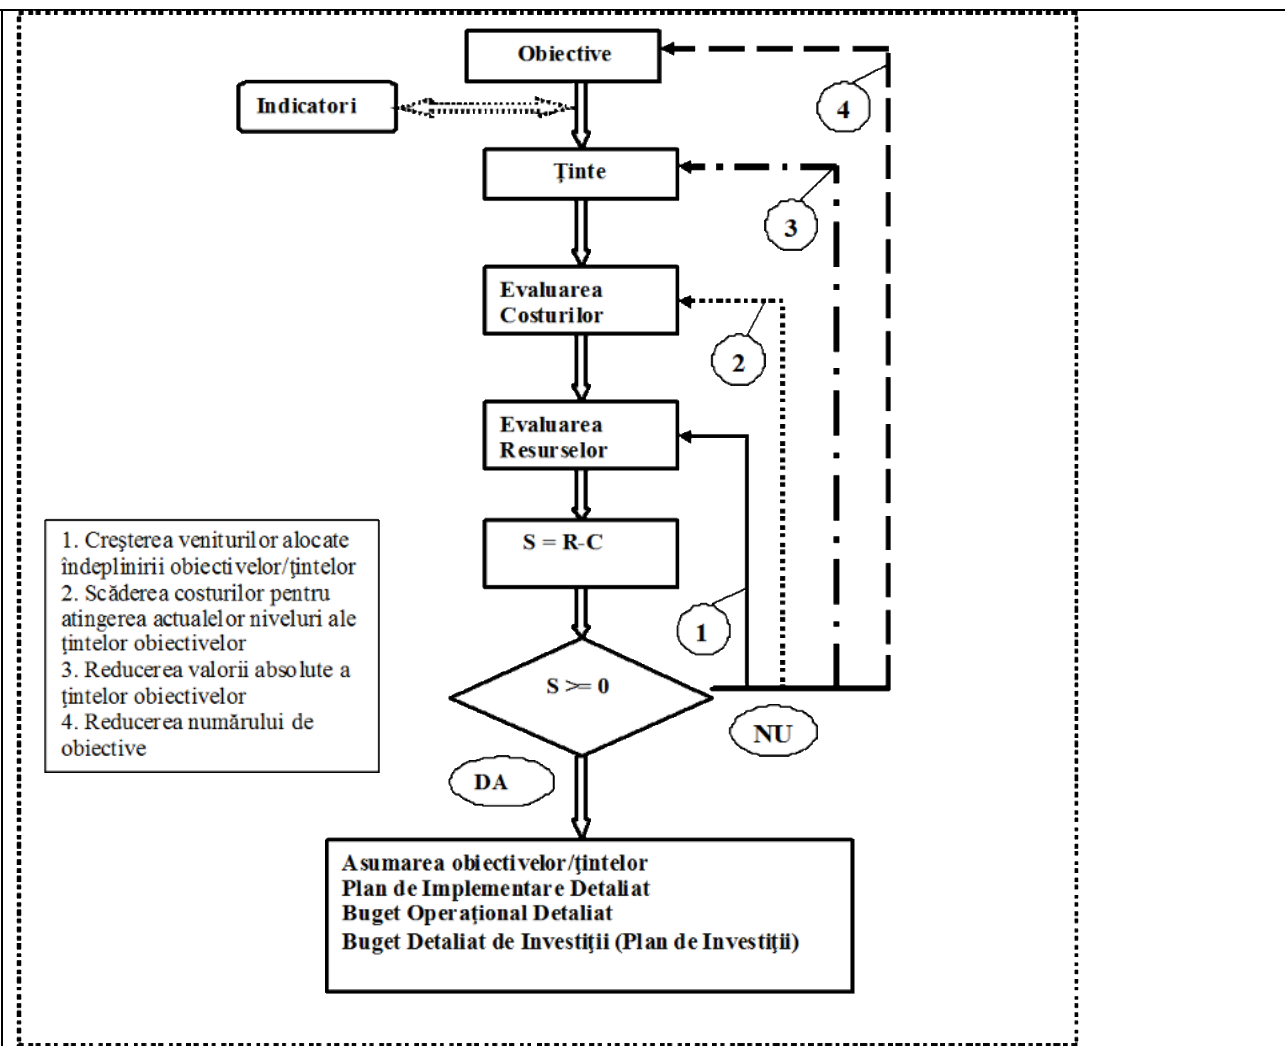 Obiective
Indicatori
4
Ţinte
3
Evaluarea
Costurilor
2
Evaluarea
Resurselor
S = R-C
1. Creşterea veniturilor alocate
îndeplinirii obiectivelor/ţintelor
2. Scăderea costurilor pentru
atingerea actualelor niveluri ale
ţintelor obiectivelor
3. Reducerea valorii absolute a
ţintelor obiectivelor
4. Reducerea numărului de
obiective
1
S >= 0
NU
DA
Asumarea obiectivelor/ţintelor
Plan de Implementare Detaliat
Buget Operațional Detaliat
Buget Detaliat de Investiţii (Plan de Investiţii)